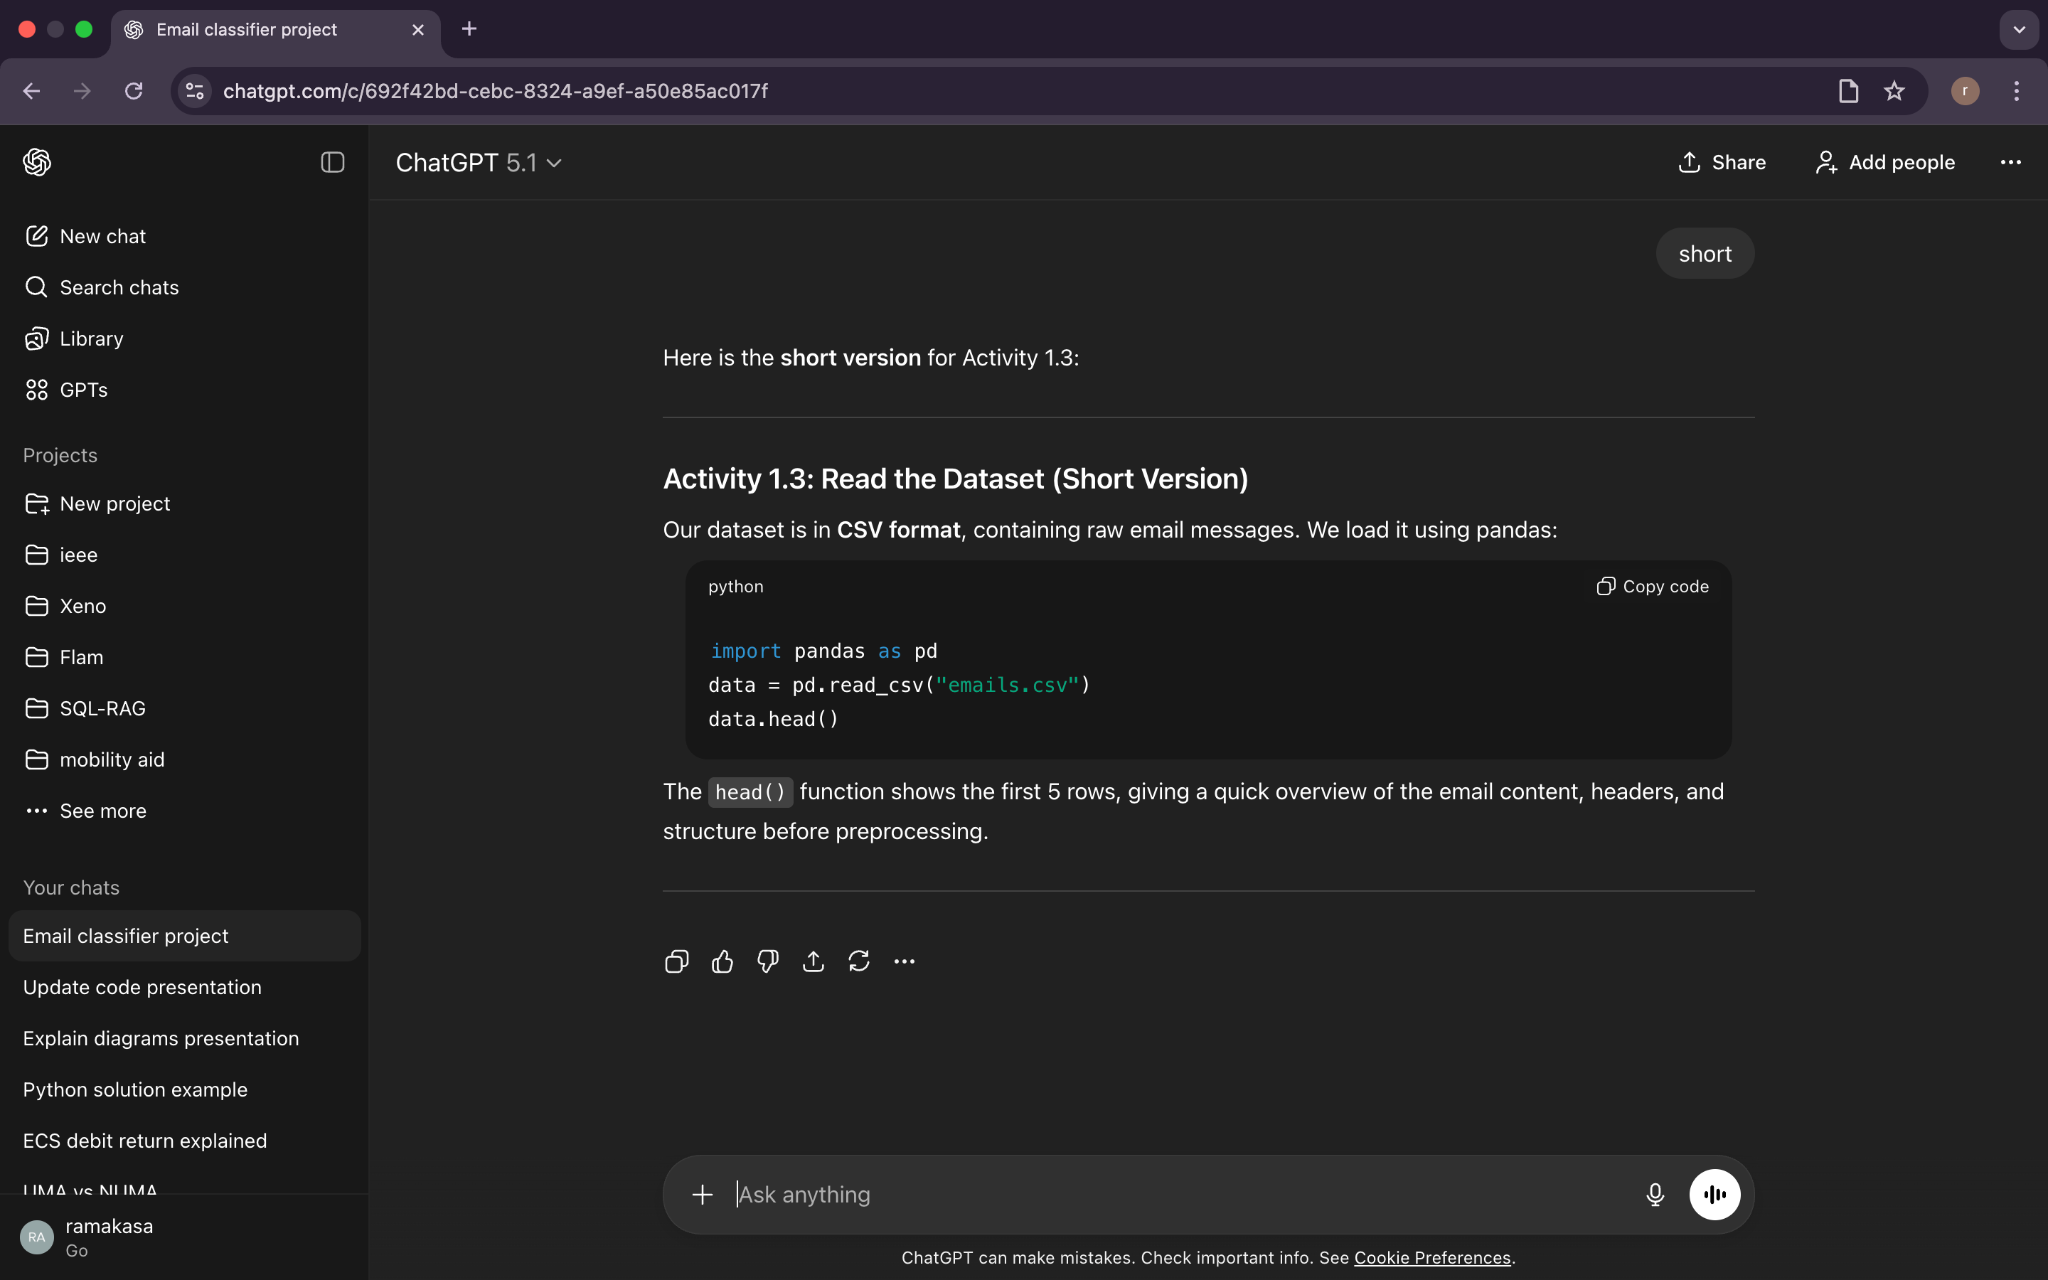 Email classifier project
chatgpt.com/c/692f42bd-cebc-8324-a9ef-a50e85ac017f
r
ChatGPT 5.1
Share
Add people
New chat
Search chats
Library
GPTs
Projects
New project
ieee
Xeno
Flam
SQL-RAG
mobility aid
See more
Your chats
Email classifier project
Update code presentation
Explain diagrams presentation
Python solution example
ECS debit return explained
UMA vs NUMA
RA
ramakasa
Go
short
Here is the short version for Activity 1.3:
Activity 1.3: Read the Dataset (Short Version)
Our dataset is in CSV format, containing raw email messages. We load it using pandas:
python
Copy code
import pandas as pd
data = pd.read_csv("emails.csv")
data.head()
The head() function shows the first 5 rows, giving a quick overview of the email content, headers, and
structure before preprocessing.
Ask anything
ChatGPT can make mistakes. Check important info. See Cookie Preferences.